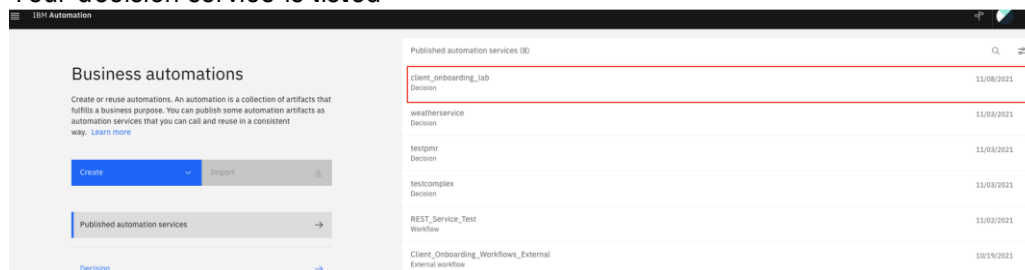 Your decision service is listed
IBM Automation
Business automations
Create or reuse automations. An automation is a collection of artifacts that
fulfills a business purpose. You can publish some automation artifacts as
automation services that you can call and reuse in a consistent
way. Learn more
Create
Import
Published automation services
Decision
Published automation services (8)
client_onboarding_lab
Decision
11/08/2021
weatherservice
Decision
11/03/2021
testpmr
Decision
11/03/2021
testcomplex
Decision
11/03/2021
REST_Service_Test
Workflow
11/02/2021
Client_Onboarding_Workflows_External
External workflow
10/19/2021